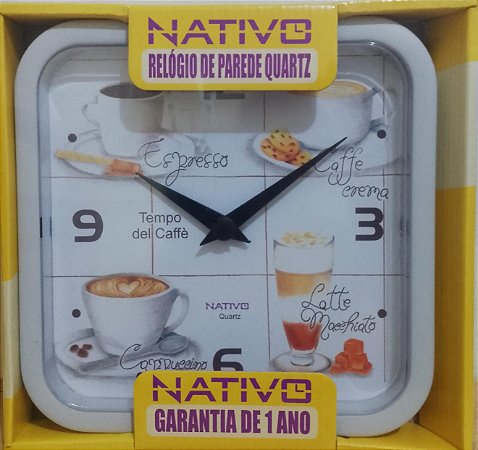 NATIVO
RELÓGIO DE PAREDE QUARTZ
12
Espresso
Caffe
crema
9
Tempo
del Caffè
3
NATIVO
Quartz
Latte
Macchiato
Cappuccino
6
NATIVO
GARANTIA DE 1 ANO